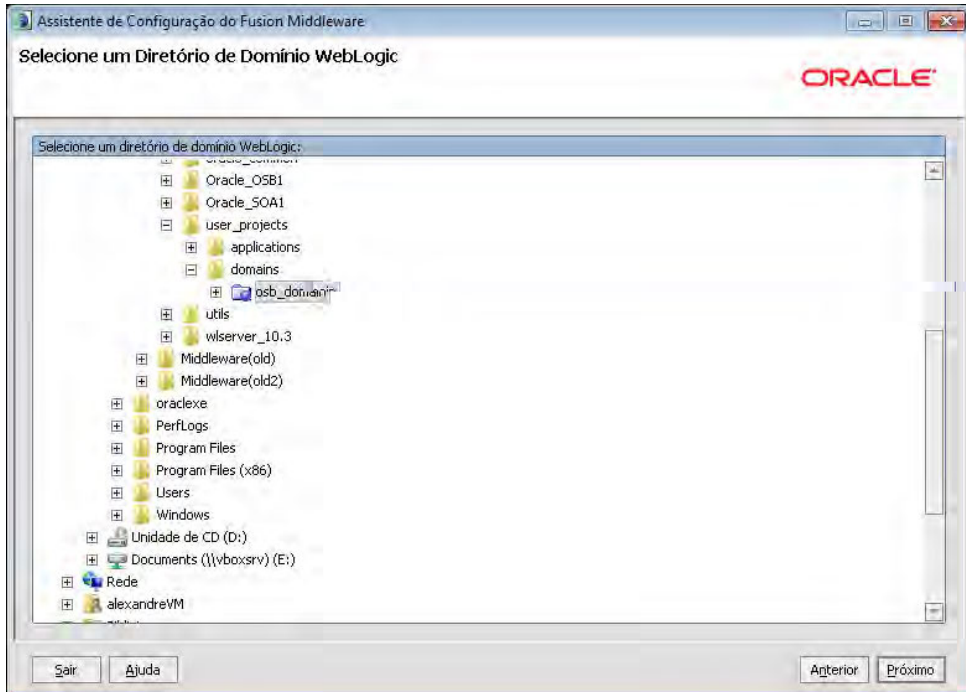 Assistente de Configuração do Fusion Middleware
Selecione um Diretório de Domínio WebLogic
ORACLE
Selecione um diretório de domínio WebLogic:
oracle_common
Oracle_OSB1
Oracle_SOA1
user_projects
applications
domains
osb_domain
utils
wlserver_10.3
Middleware(old)
Middleware(old2)
oraclexe
PerfLogs
Program Files
Program Files (x86)
Users
Windows
Unidade de CD (D:)
Documents (\\vboxsrv) (E:)
Rede
alexandreVM
Sair Ajuda Anterior Próximo